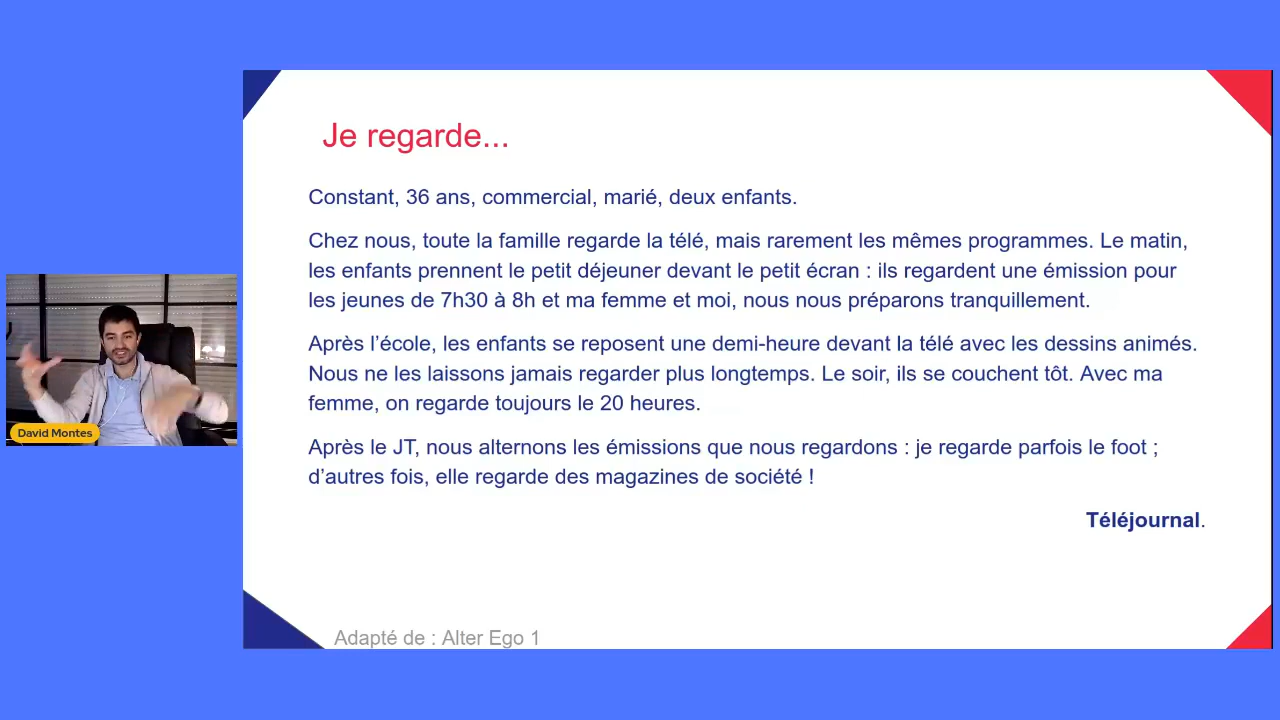 Je regarde...
Constant, 36 ans, commercial, marié, deux enfants.
Chez nous, toute la famille regarde la télé, mais rarement les mêmes programmes. Le matin,
les enfants prennent le petit déjeuner devant le petit écran : ils regardent une émission pour
les jeunes de 7h30 à 8h et ma femme et moi, nous nous préparons tranquillement.
Après l’école, les enfants se reposent une demi-heure devant la télé avec les dessins animés.
Nous ne les laissons jamais regarder plus longtemps. Le soir, ils se couchent tôt. Avec ma
femme, on regarde toujours le 20 heures.
Après le JT, nous alternons les émissions que nous regardons : je regarde parfois le foot ;
d’autres fois, elle regarde des magazines de société !
Téléjournal.
Adapté de : Alter Ego 1
David Montes